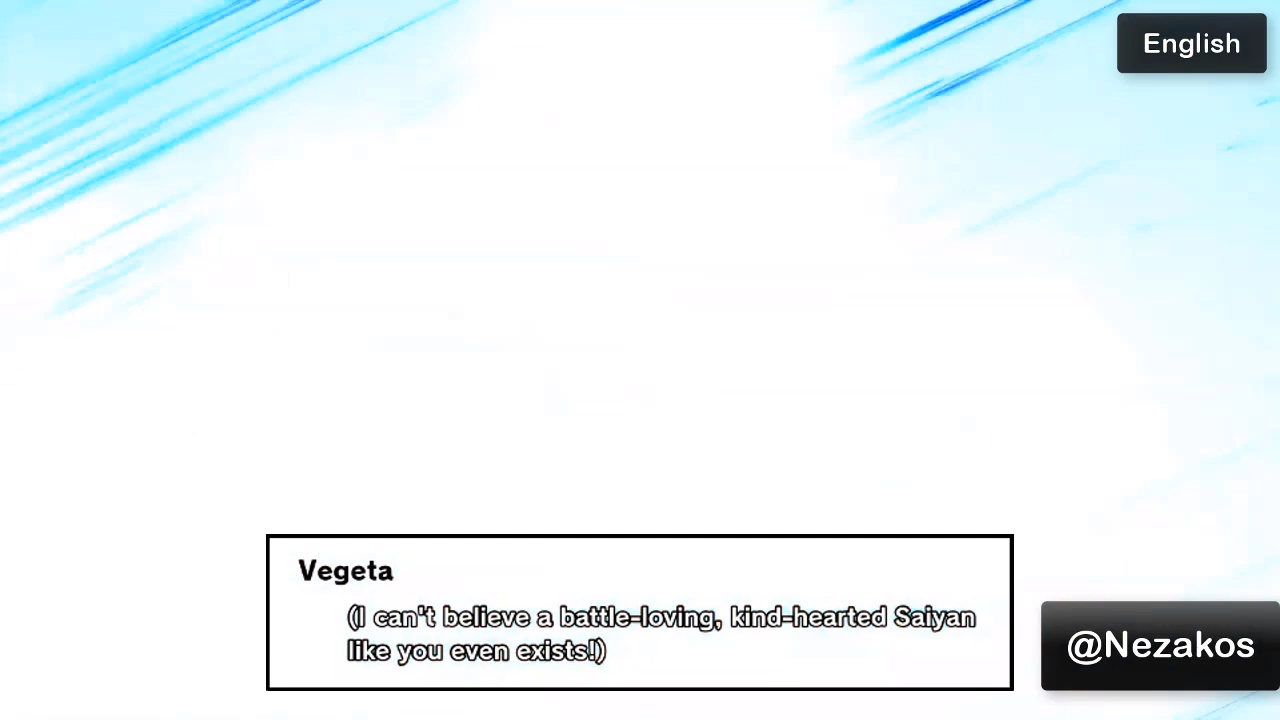 English
Vegeta
(I can't believe a battle-loving, kind-hearted Saiyan
like you even exists!)
@Nezakos